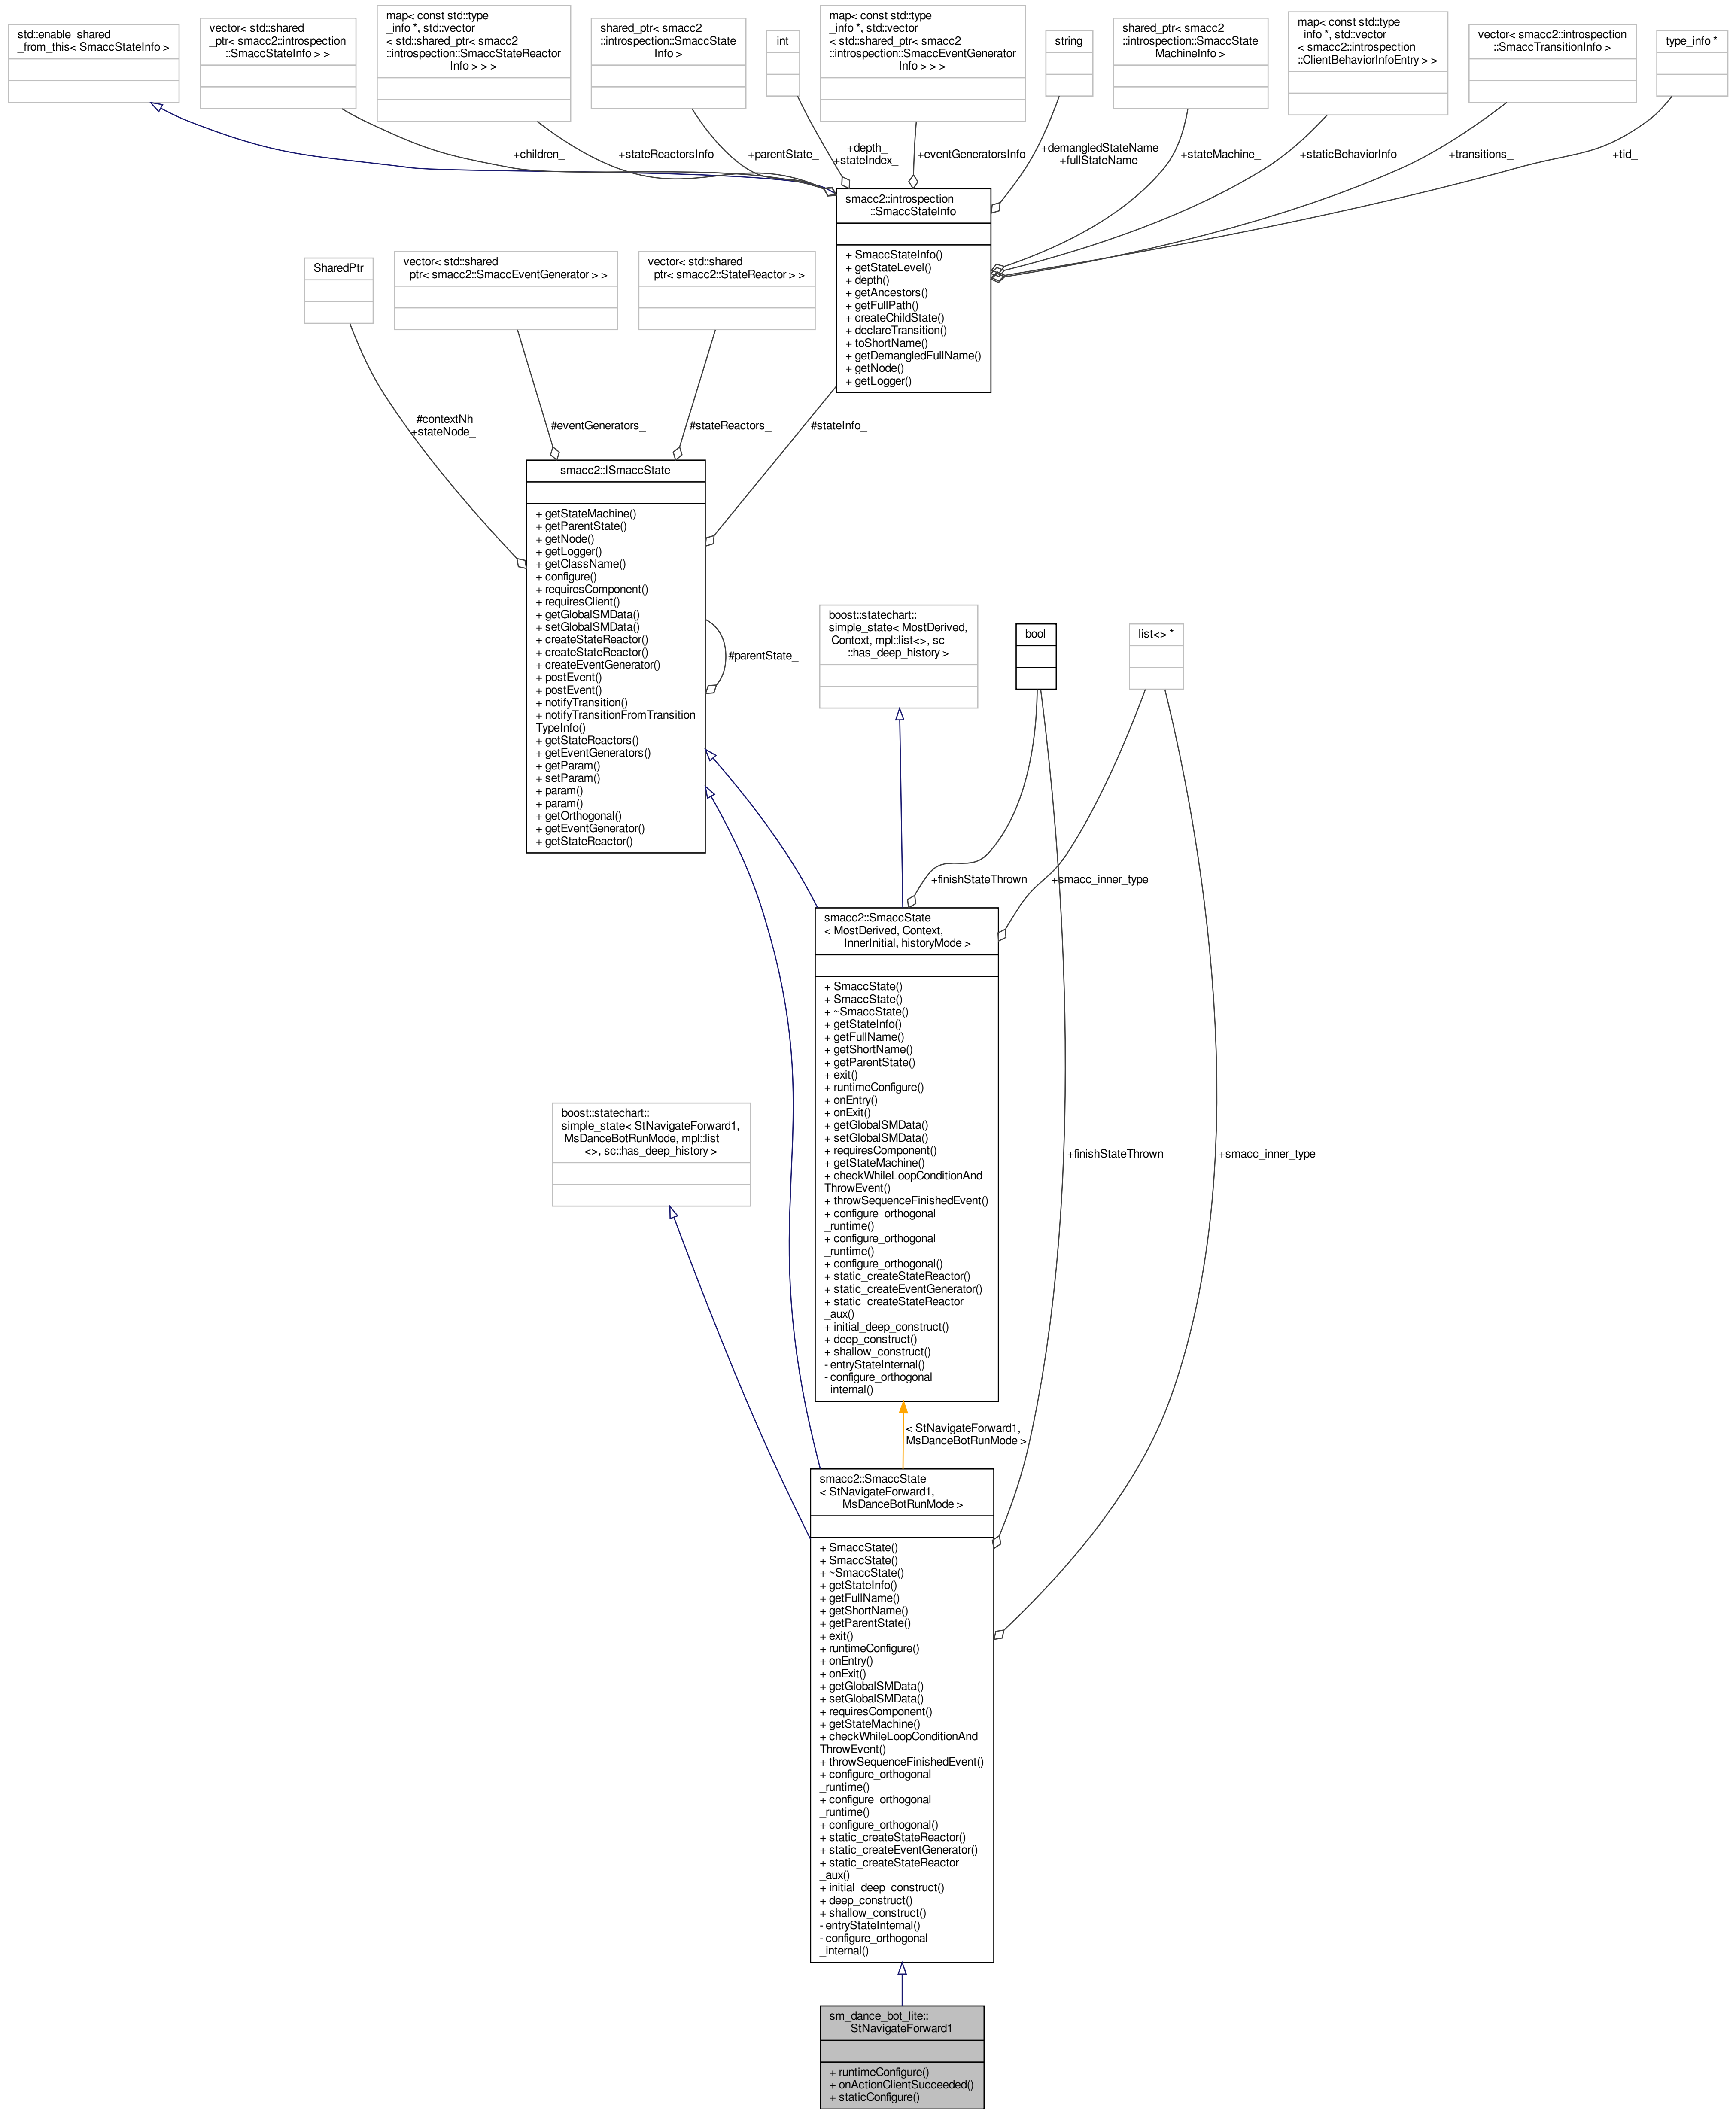 std::enable_shared
_from_this< SmaccStateInfo >
vector< std::shared
_ptr< smacc2::introspection
::SmaccStateInfo > >
map< const std::type
_info *, std::vector
< std::shared_ptr< smacc2
::introspection::SmaccStateReactor
Info > > >
shared_ptr< smacc2
::introspection::SmaccState
Info >
int
map< const std::type
_info *, std::vector
< std::shared_ptr< smacc2
::introspection::SmaccEventGenerator
Info > > >
string
shared_ptr< smacc2
::introspection::SmaccState
MachineInfo >
map< const std::type
_info *, std::vector
< smacc2::introspection
::ClientBehaviorInfoEntry > >
vector< smacc2::introspection
::SmaccTransitionInfo >
type_info *
+children_
+stateReactorsInfo
+parentState_
+depth_
+stateIndex_
+eventGeneratorsInfo
+demangledStateName
+fullStateName
+stateMachine_
+staticBehaviorInfo
+transitions_
+tid_
smacc2::introspection
::SmaccStateInfo
+ SmaccStateInfo()
+ getStateLevel()
+ depth()
+ getAncestors()
+ getFullPath()
+ createChildState()
+ declareTransition()
+ toShortName()
+ getDemangledFullName()
+ getNode()
+ getLogger()
SharedPtr
vector< std::shared
_ptr< smacc2::SmaccEventGenerator > >
vector< std::shared
_ptr< smacc2::StateReactor > >
#contextNh
+stateNode_
#eventGenerators_
#stateReactors_
#stateInfo_
smacc2::ISmaccState
+ getStateMachine()
+ getParentState()
+ getNode()
+ getLogger()
+ getClassName()
+ configure()
+ requiresComponent()
+ requiresClient()
+ getGlobalSMData()
+ setGlobalSMData()
+ createStateReactor()
+ createStateReactor()
+ createEventGenerator()
+ postEvent()
+ postEvent()
+ notifyTransition()
+ notifyTransitionFromTransition
TypeInfo()
+ getStateReactors()
+ getEventGenerators()
+ getParam()
+ setParam()
+ param()
+ param()
+ getOrthogonal()
+ getEventGenerator()
+ getStateReactor()
#parentState_
boost::statechart::
simple_state< MostDerived,
Context, mpl::list<>, sc
::has_deep_history >
bool
list<> *
+finishStateThrown
+smacc_inner_type
smacc2::SmaccState
< MostDerived, Context,
InnerInitial, historyMode >
+ SmaccState()
+ SmaccState()
+ ~SmaccState()
+ getStateInfo()
+ getFullName()
+ getShortName()
+ getParentState()
+ exit()
+ runtimeConfigure()
+ onEntry()
+ onExit()
+ getGlobalSMData()
+ setGlobalSMData()
+ requiresComponent()
+ getStateMachine()
+ checkWhileLoopConditionAnd
ThrowEvent()
+ throwSequenceFinishedEvent()
+ configure_orthogonal
_runtime()
+ configure_orthogonal
_runtime()
+ configure_orthogonal()
+ static_createStateReactor()
+ static_createEventGenerator()
+ static_createStateReactor
_aux()
+ initial_deep_construct()
+ deep_construct()
+ shallow_construct()
- entryStateInternal()
- configure_orthogonal
_internal()
boost::statechart::
simple_state< StNavigateForward1,
MsDanceBotRunMode, mpl::list
<>, sc::has_deep_history >
+finishStateThrown
+smacc_inner_type
< StNavigateForward1,
MsDanceBotRunMode >
smacc2::SmaccState
< StNavigateForward1,
MsDanceBotRunMode >
+ SmaccState()
+ SmaccState()
+ ~SmaccState()
+ getStateInfo()
+ getFullName()
+ getShortName()
+ getParentState()
+ exit()
+ runtimeConfigure()
+ onEntry()
+ onExit()
+ getGlobalSMData()
+ setGlobalSMData()
+ requiresComponent()
+ getStateMachine()
+ checkWhileLoopConditionAnd
ThrowEvent()
+ throwSequenceFinishedEvent()
+ configure_orthogonal
_runtime()
+ configure_orthogonal
_runtime()
+ configure_orthogonal()
+ static_createStateReactor()
+ static_createEventGenerator()
+ static_createStateReactor
_aux()
+ initial_deep_construct()
+ deep_construct()
+ shallow_construct()
- entryStateInternal()
- configure_orthogonal
_internal()
sm_dance_bot_lite::
StNavigateForward1
+ runtimeConfigure()
+ onActionClientSucceeded()
+ staticConfigure()